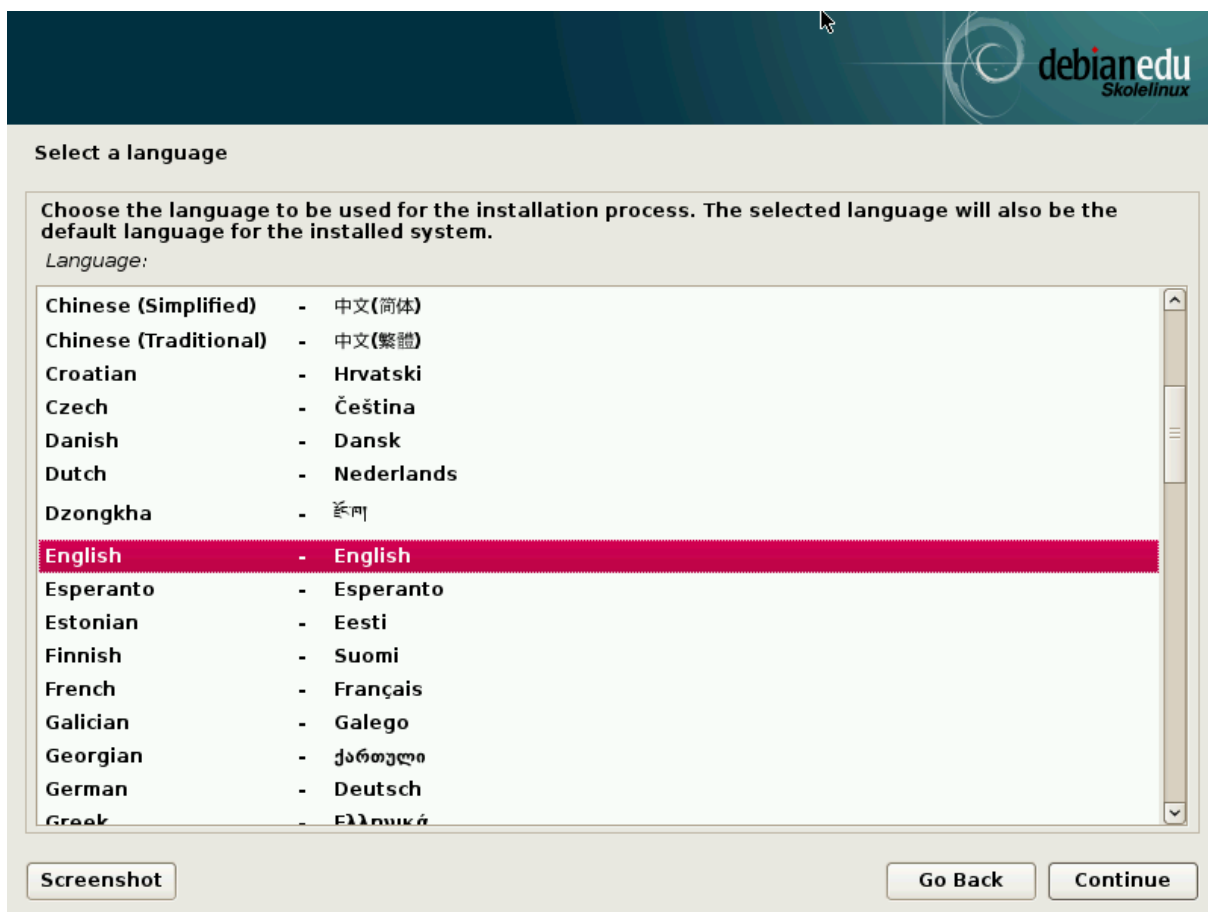 debianedu
Skolelinux
Select a language
Choose the language to be used for the installation process. The selected language will also be the
default language for the installed system.
Language:
Chinese (Simplified) - 中文(简体)
Chinese (Traditional) - 中文(繁體)
Croatian - Hrvatski
Czech - Čeština
Danish - Dansk
Dutch - Nederlands
Dzongkha - རྫོང་ཁ།
English - English
Esperanto - Esperanto
Estonian - Eesti
Finnish - Suomi
French - Français
Galician - Galego
Georgian - ქართული
German - Deutsch
Greek - Ελληνικά
Screenshot
Go Back
Continue